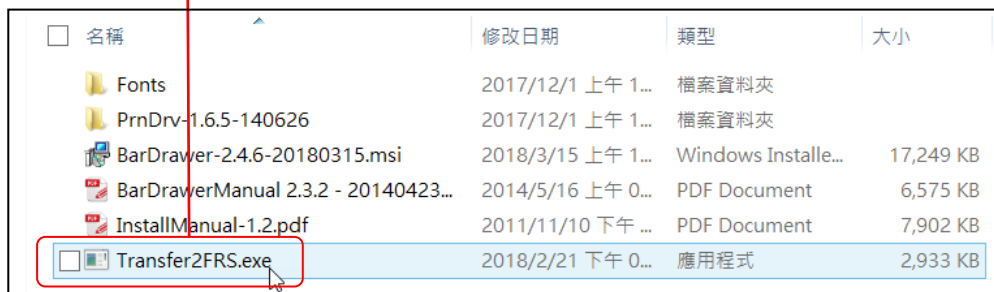 名稱 修改日期 類型 大小
Fonts 2017/12/1 上午 1... 檔案資料夾
PrnDrv-1.6.5-140626 2017/12/1 上午 1... 檔案資料夾
BarDrawer-2.4.6-20180315.msi 2018/3/15 上午 1... Windows Installe... 17,249 KB
BarDrawerManual 2.3.2 - 20140423... 2014/5/16 上午 0... PDF Document 6,575 KB
InstallManual-1.2.pdf 2011/11/10 下午 ... PDF Document 7,902 KB
Transfer2FRS.exe 2018/2/21 下午 0... 應用程式 2,933 KB